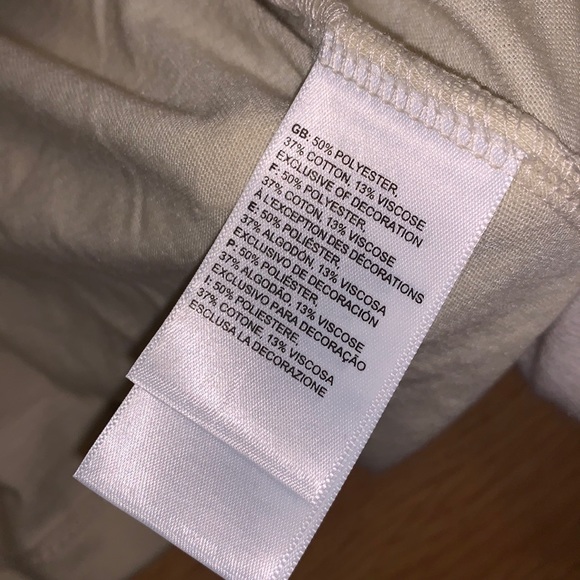 GB: 50% POLYESTER,
37% COTTON, 13% VISCOSE
EXCLUSIVE OF DECORATION
F: 50% POLYESTER,
37% COTON, 13% VISCOSE
À L'EXCEPTION DES DÉCORATIONS
E: 50% POLIÉSTER,
37% ALGODÓN, 13% VISCOSA
EXCLUSIVO DE DECORACIÓN
P: 50% POLIÉSTER,
37% ALGODÃO, 13% VISCOSE
EXCLUSIVO PARA DECORAÇÃO
I: 50% POLIESTERE,
37% COTONE, 13% VISCOSA
ESCLUSA LA DECORAZIONE